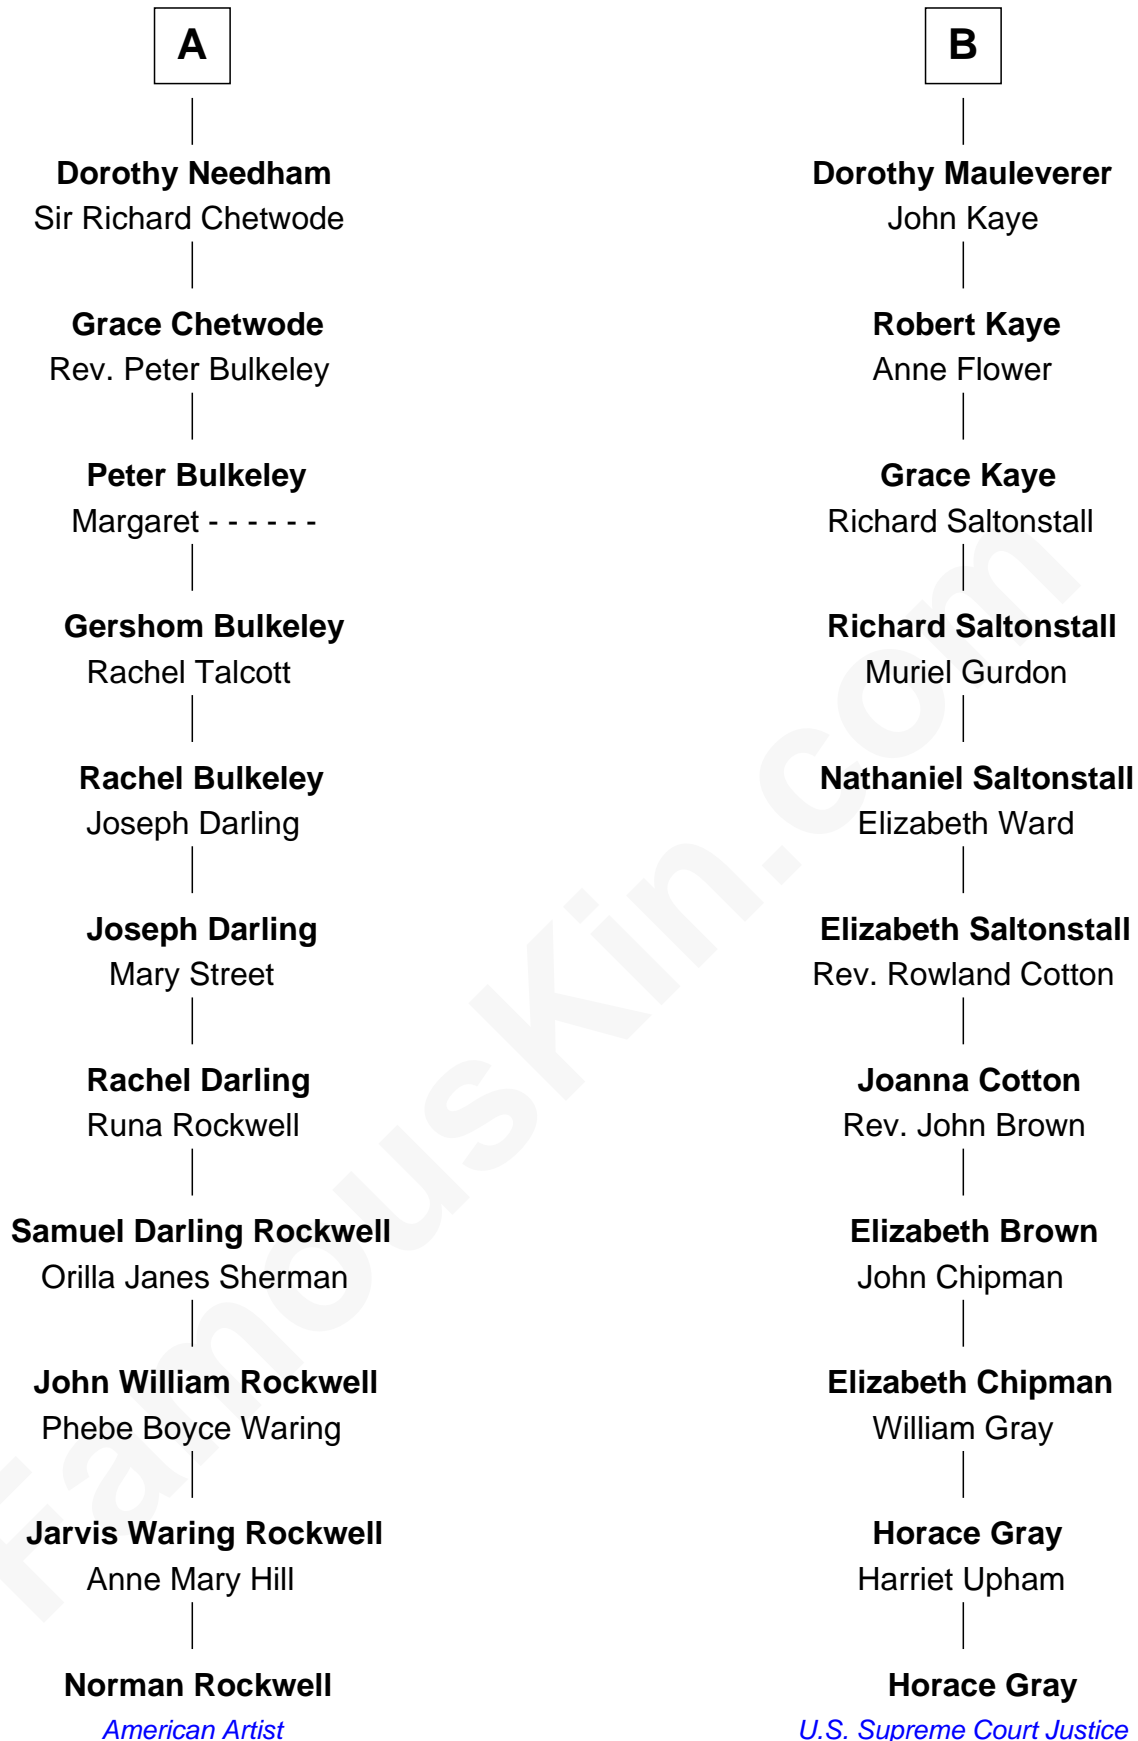 A
Dorothy Needham
Sir Richard Chetwode
Grace Chetwode
Rev. Peter Bulkeley
Peter Bulkeley
Margaret - - - - - -
Gershom Bulkeley
Rachel Talcott
Rachel Bulkeley
Joseph Darling
Joseph Darling
Mary Street
Rachel Darling
Runa Rockwell
Samuel Darling Rockwell
Orilla Janes Sherman
John William Rockwell
Phebe Boyce Waring
Jarvis Waring Rockwell
Anne Mary Hill
Norman Rockwell
American Artist
B
Dorothy Mauleverer
John Kaye
Robert Kaye
Anne Flower
Grace Kaye
Richard Saltonstall
Richard Saltonstall
Muriel Gurdon
Nathaniel Saltonstall
Elizabeth Ward
Elizabeth Saltonstall
Rev. Rowland Cotton
Joanna Cotton
Rev. John Brown
Elizabeth Brown
John Chipman
Elizabeth Chipman
William Gray
Horace Gray
Harriet Upham
Horace Gray
U.S. Supreme Court Justice
FamousKin.com